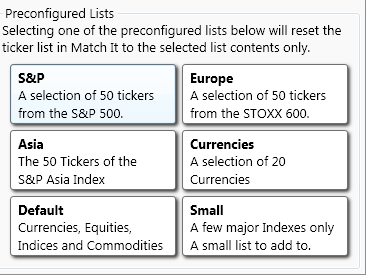 Preconfigured Lists
Selecting one of the preconfigured lists below will reset the
ticker list in Match It to the selected list contents only.
S&P
A selection of 50 tickers
from the S&P 500.
Europe
A selection of 50 tickers
from the STOXX 600.
Asia
The 50 Tickers of the
S&P Asia Index
Currencies
A selection of 20
Currencies
Default
Currencies, Equities,
Indices and Commodities
Small
A few major Indexes only
A small list to add to.